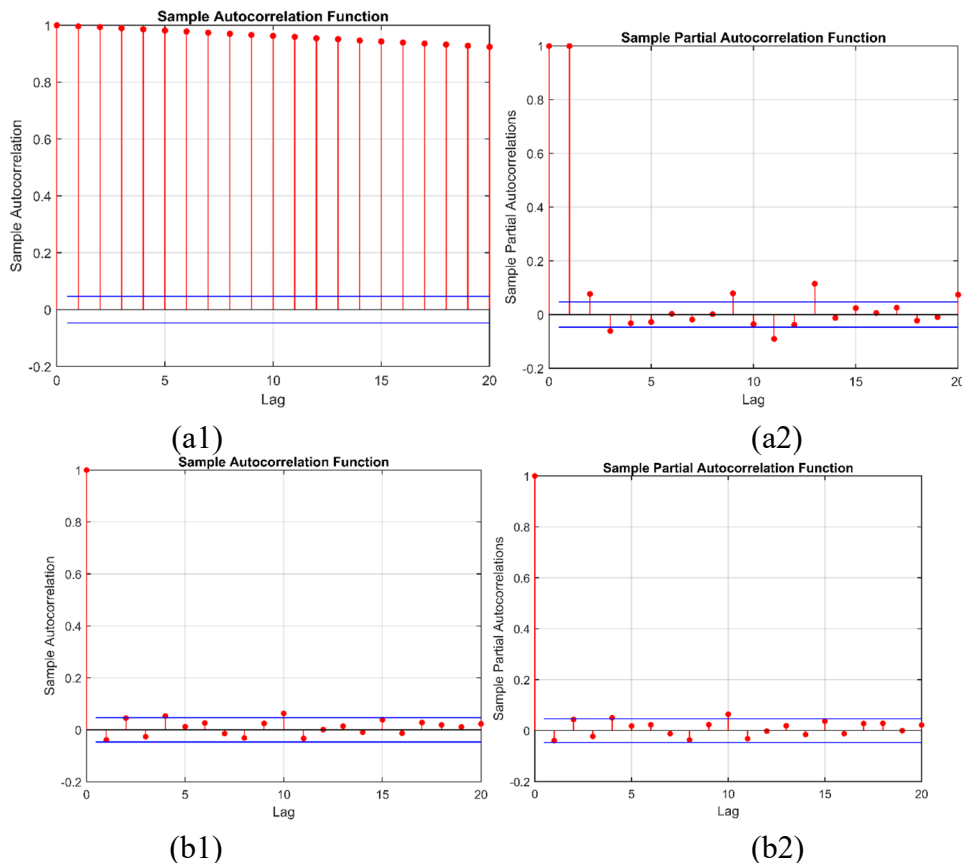 Sample Autocorrelation Function
1
0.8
0.6
0.4
0.2
0
-0.2
0 5 10 15 20
Sample Autocorrelation
Lag
(a1)
Sample Partial Autocorrelation Function
1
0.8
0.6
0.4
0.2
0
-0.2
0 5 10 15 20
Sample Partial Autocorrelations
Lag
(a2)
Sample Autocorrelation Function
1
0.8
0.6
0.4
0.2
0
-0.2
0 5 10 15 20
Sample Autocorrelation
Lag
(b1)
Sample Partial Autocorrelation Function
1
0.8
0.6
0.4
0.2
0
-0.2
0 5 10 15 20
Sample Partial Autocorrelations
Lag
(b2)